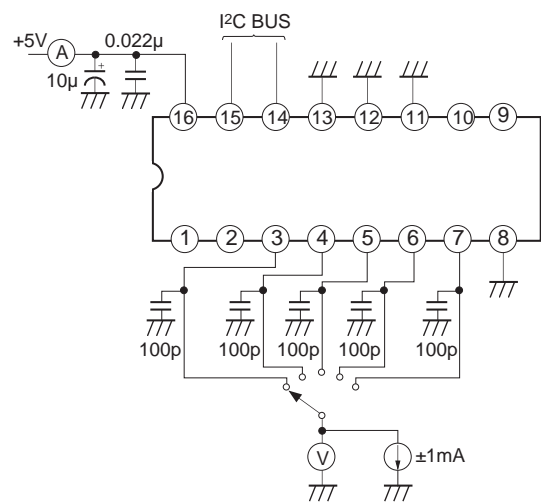 I²C BUS
+5V A 0.022µ
10µ +
16 15 14 13 12 11 10 9
1 2 3 4 5 6 7 8
100p 100p 100p 100p 100p
V ±1mA